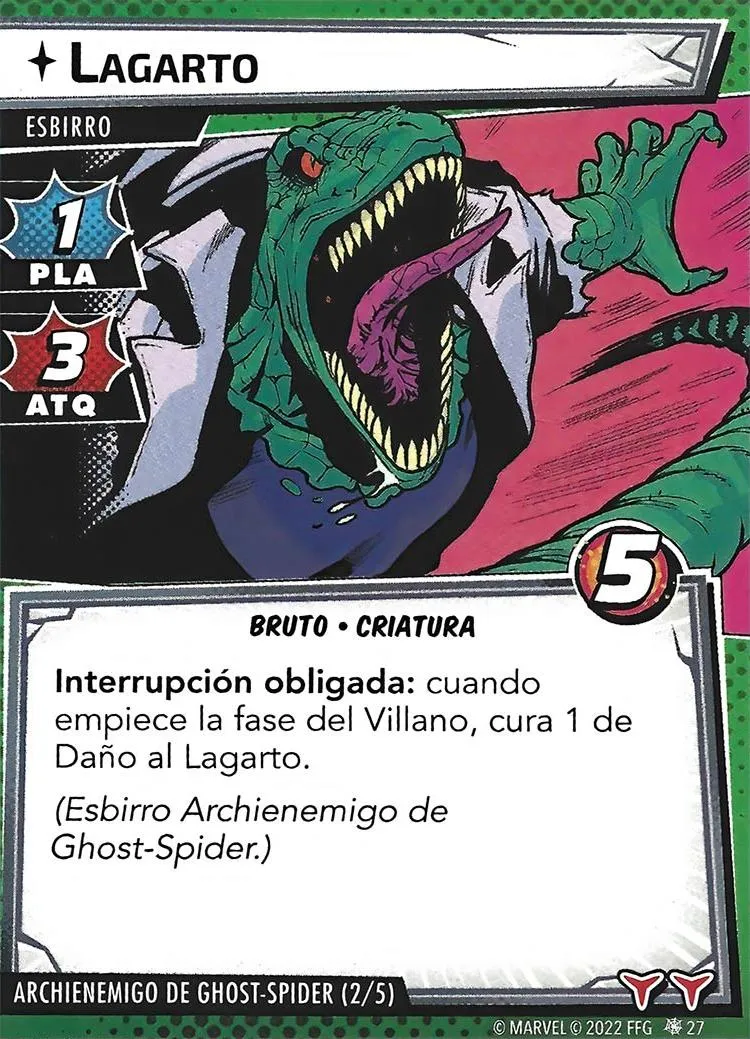 LAGARTO
ESBIRRO
1
PLA
3
ATQ
5
BRUTO • CRIATURA
Interrupción obligada: cuando
empiece la fase del Villano, cura 1 de
Daño al Lagarto.
(Esbirro Archienemigo de
Ghost-Spider.)
ARCHIENEMIGO DE GHOST-SPIDER (2/5)
© MARVEL © 2022 FFG 27